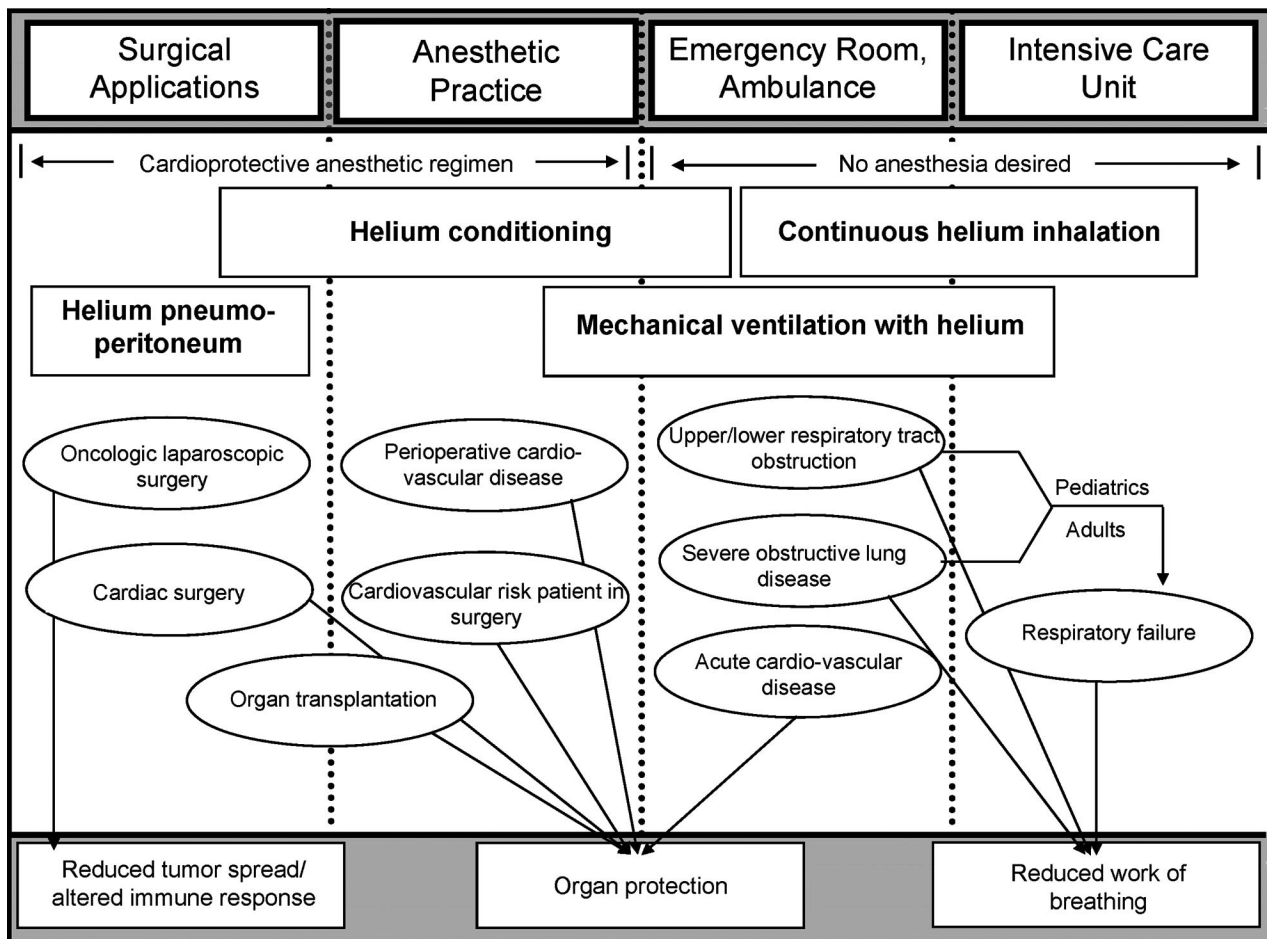 Surgical
Applications
Anesthetic
Practice
Emergency Room,
Ambulance
Intensive Care
Unit
Cardioprotective anesthetic regimen
No anesthesia desired
Helium conditioning
Continuous helium inhalation
Helium pneumo-
peritoneum
Mechanical ventilation with helium
Oncologic laparoscopic
surgery
Perioperative cardio-
vascular disease
Upper/lower respiratory tract
obstruction
Pediatrics
Adults
Cardiac surgery
Cardiovascular risk patient in
surgery
Severe obstructive lung
disease
Respiratory failure
Organ transplantation
Acute cardio-vascular
disease
Reduced tumor spread/
altered immune response
Organ protection
Reduced work of
breathing